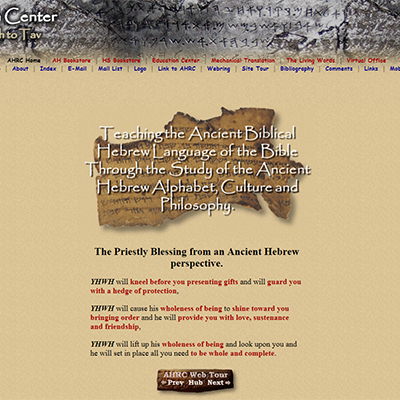 Center
h to Tav
AHRC Home AH Bookstore HS Bookstore Education Center Mechanical Translation The Living Words Virtual Office
About Index E-Mail Mail List Logo Link to AHRC Webring Site Tour Bibliography Comments Links
Teaching the Ancient Biblical
Hebrew Language of the Bible
Through the Study of the Ancient
Hebrew Alphabet, Culture and
Philosophy.
The Priestly Blessing from an Ancient Hebrew
perspective.
YHWH will kneel before you presenting gifts and will guard you
with a hedge of protection,
YHWH will cause his wholeness of being to shine toward you
bringing order and he will provide you with love, sustenance
and friendship,
YHWH will lift up his wholeness of being and look upon you and
he will set in place all you need to be whole and complete.
AHRC Web Tour
Prev Hub Next